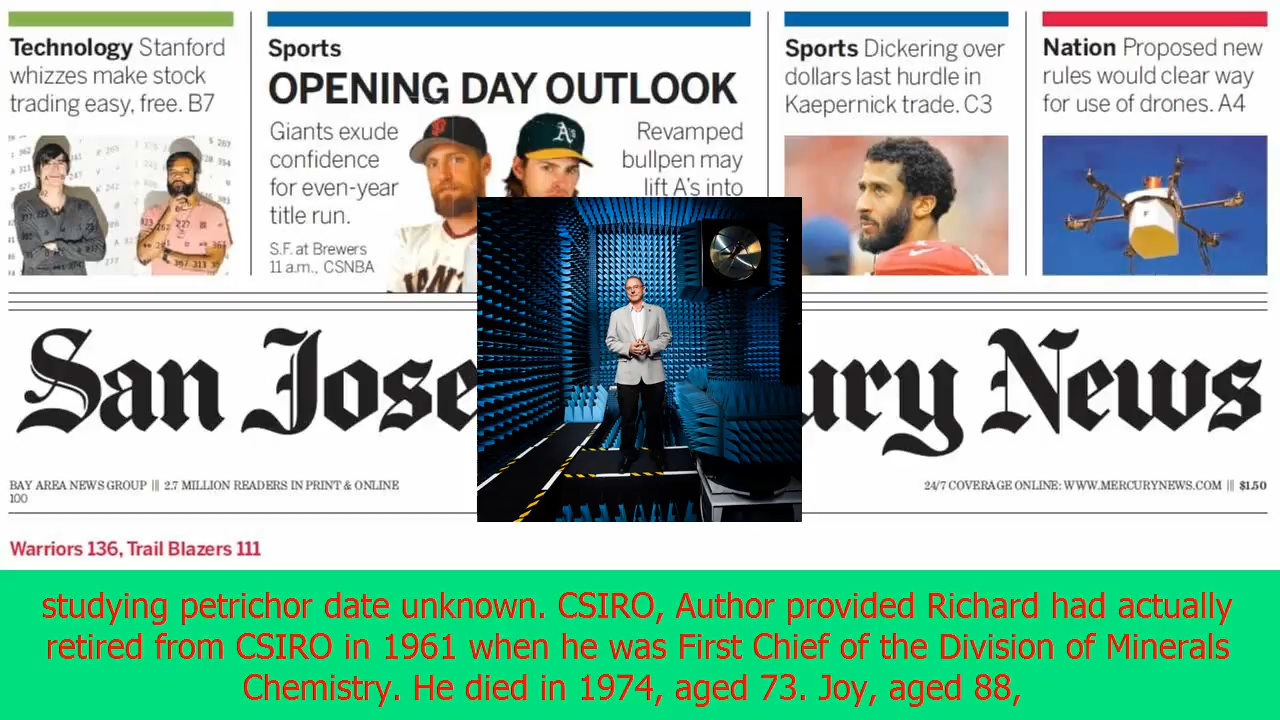 Technology Stanford
whizzes make stock
trading easy, free. B7
Sports
OPENING DAY OUTLOOK
Giants exude
confidence
for even-year
title run.
S.F. at Brewers
11 a.m., CSNBA
Revamped
bullpen may
lift A's into
Sports Dickering over
dollars last hurdle in
Kaepernick trade. C3
Nation Proposed new
rules would clear way
for use of drones. A4
San Jose
ury News
BAY AREA NEWS GROUP ||| 2.7 MILLION READERS IN PRINT & ONLINE
100
24/7 COVERAGE ONLINE: WWW.MERCURYNEWS.COM ||| $1.50
Warriors 136, Trail Blazers 111
studying petrichor date unknown. CSIRO, Author provided Richard had actually
retired from CSIRO in 1961 when he was First Chief of the Division of Minerals
Chemistry. He died in 1974, aged 73. Joy, aged 88,